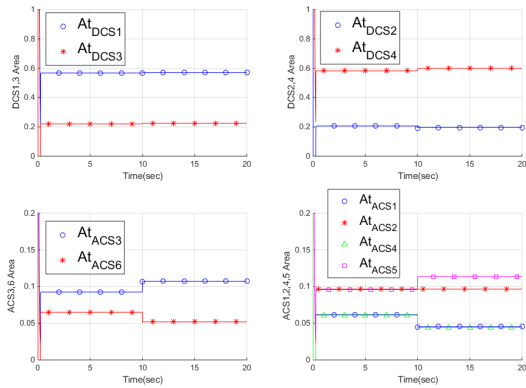 1
0.8
0.6
0.4
0.2
0
DCS1,3 Area
At_DCS1
At_DCS3
0 5 10 15 20
Time(sec)
1
0.8
0.6
0.4
0.2
0
DCS2,4 Area
At_DCS2
At_DCS4
0 5 10 15 20
Time(sec)
0.2
0.15
0.1
0.05
0
ACS3,6 Area
At_ACS3
At_ACS6
0 5 10 15 20
Time(sec)
0.2
0.15
0.1
0.05
0
ACS1,2,4,5 Area
At_ACS1
At_ACS2
At_ACS4
At_ACS5
0 5 10 15 20
Time(sec)